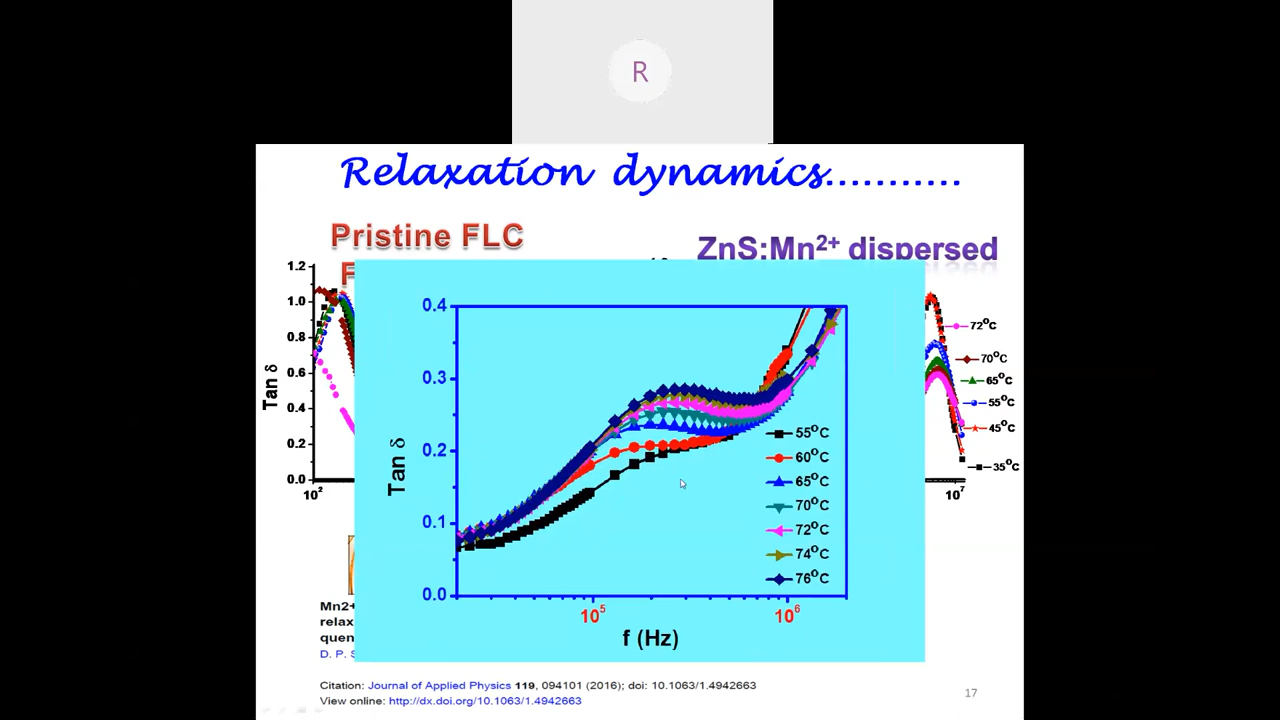 R
Relaxation dynamics...........
Pristine FLC
ZnS:Mn2+ dispersed
1.2
1.0
0.8
0.6
0.4
0.2
0.0
Tan δ
10²
0.4
0.3
0.2
0.1
0.0
Tan δ
10⁵
10⁶
f (Hz)
55°C
60°C
65°C
70°C
72°C
74°C
76°C
72°C
70°C
65°C
55°C
45°C
35°C
10⁷
Mn2+
relax
quen
D. P. S
Citation: Journal of Applied Physics 119, 094101 (2016); doi: 10.1063/1.4942663
View online: http://dx.doi.org/10.1063/1.4942663
17